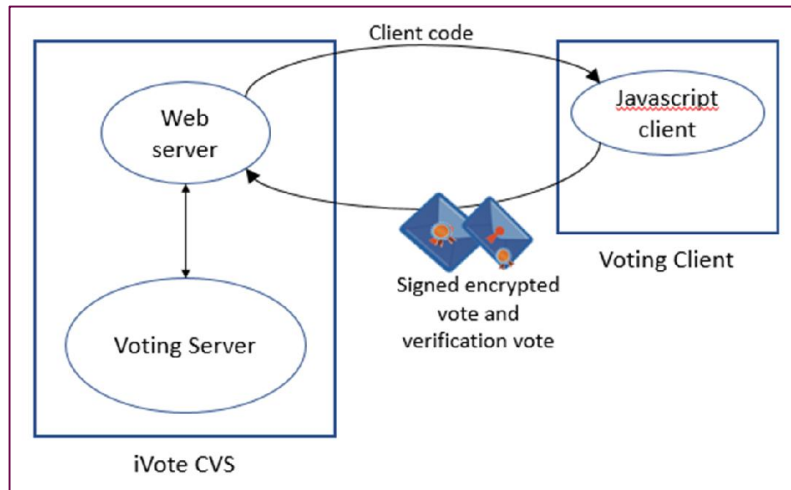 Client code
Web
server
Javascript
client
Voting Client
Signed encrypted
vote and
verification vote
Voting Server
iVote CVS